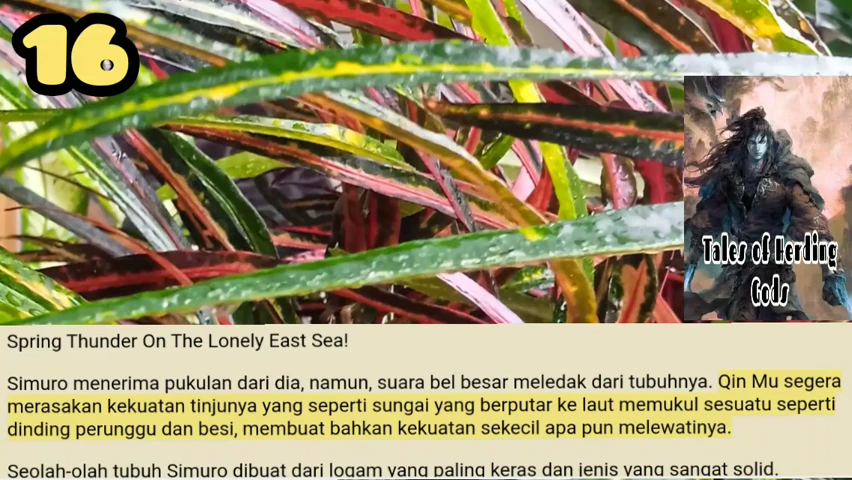 16
Tales of Herding
Gods
Spring Thunder On The Lonely East Sea!
Simuro menerima pukulan dari dia, namun, suara bel besar meledak dari tubuhnya. Qin Mu segera
merasakan kekuatan tinjunya yang seperti sungai yang berputar ke laut memukul sesuatu seperti
dinding perunggu dan besi, membuat bahkan kekuatan sekecil apa pun melewatinya.
Seolah-olah tubuh Simuro dibuat dari logam yang paling keras dan jenis yang sangat solid.